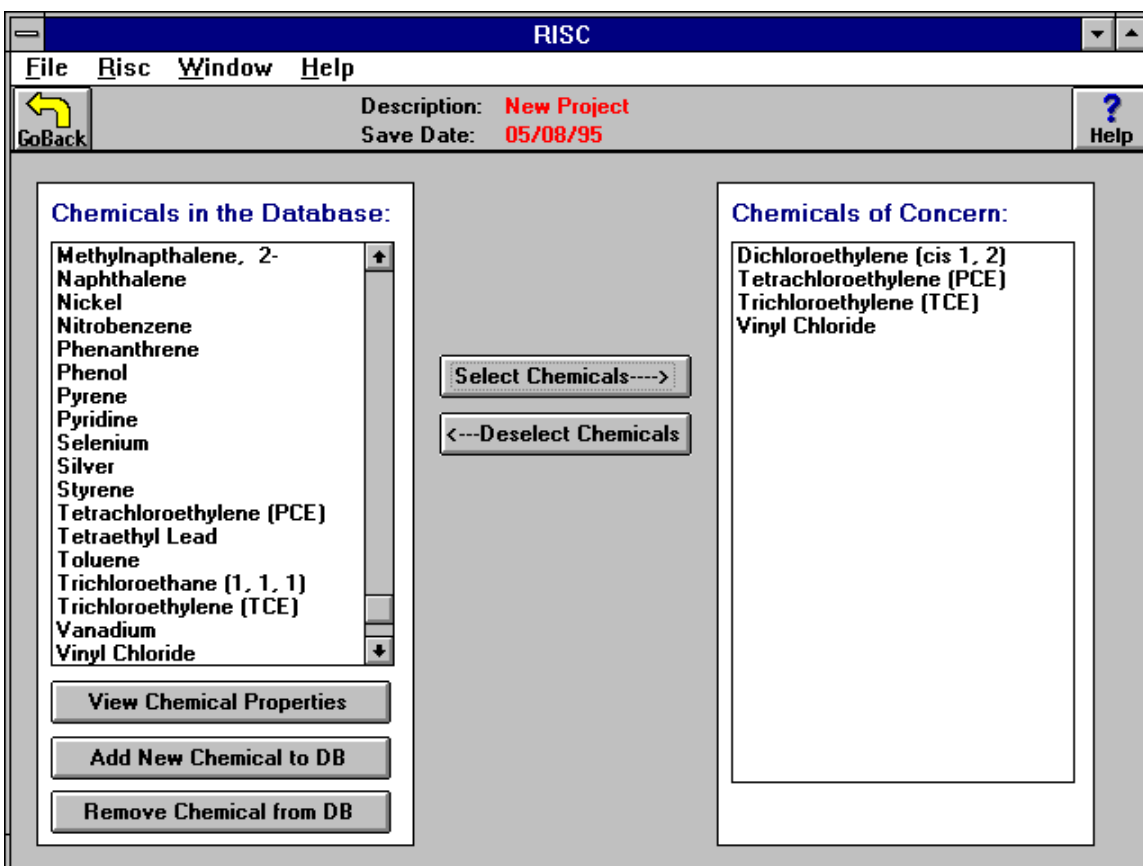 RISC
File Risc Window Help
GoBack
Description: New Project
Save Date: 05/08/95
? Help
Chemicals in the Database:
Methylnapthalene, 2-
Naphthalene
Nickel
Nitrobenzene
Phenanthrene
Phenol
Pyrene
Pyridine
Selenium
Silver
Styrene
Tetrachloroethylene (PCE)
Tetraethyl Lead
Toluene
Trichloroethane (1, 1, 1)
Trichloroethylene (TCE)
Vanadium
Vinyl Chloride
View Chemical Properties
Add New Chemical to DB
Remove Chemical from DB
Select Chemicals---->
<---Deselect Chemicals
Chemicals of Concern:
Dichloroethylene (cis 1, 2)
Tetrachloroethylene (PCE)
Trichloroethylene (TCE)
Vinyl Chloride